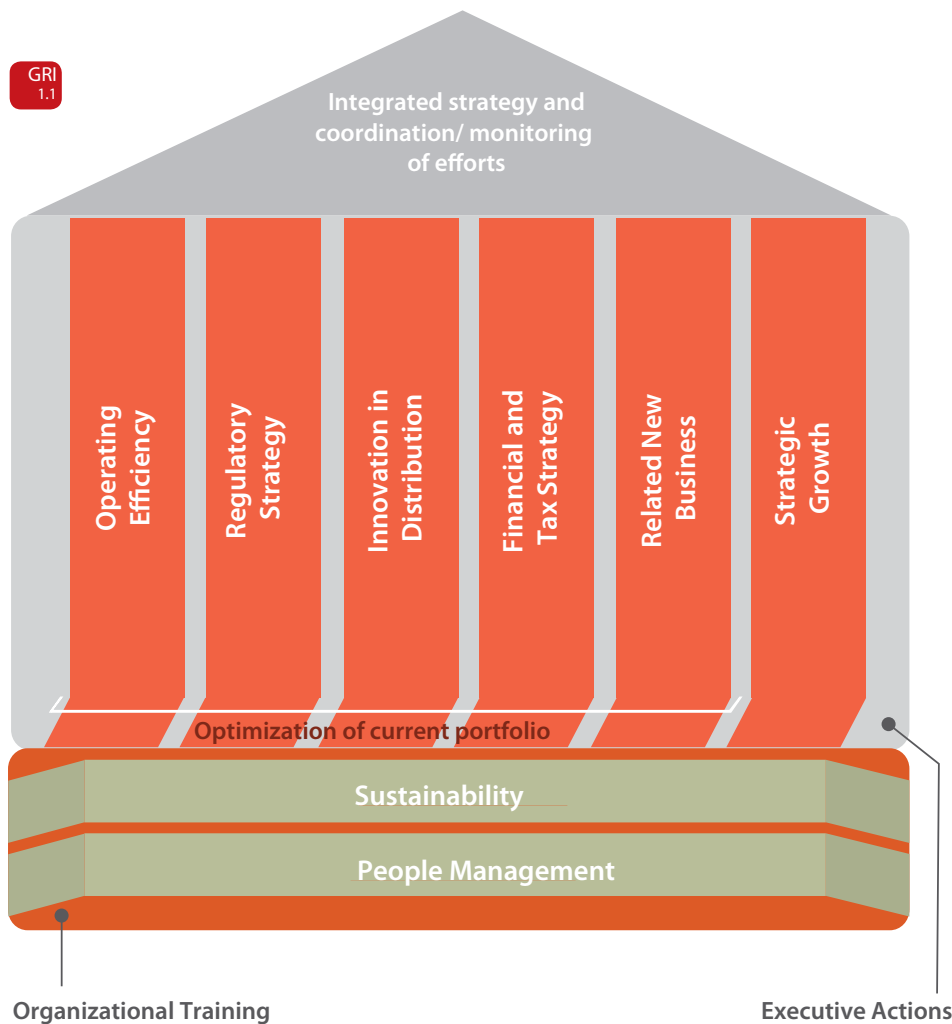 GRI
1.1
Integrated strategy and
coordination/ monitoring
of efforts
Operating
Efficiency
Regulatory
Strategy
Innovation in
Distribution
Financial and
Tax Strategy
Related New
Business
Strategic
Growth
Optimization of current portfolio
Sustainability
People Management
Organizational Training
Executive Actions